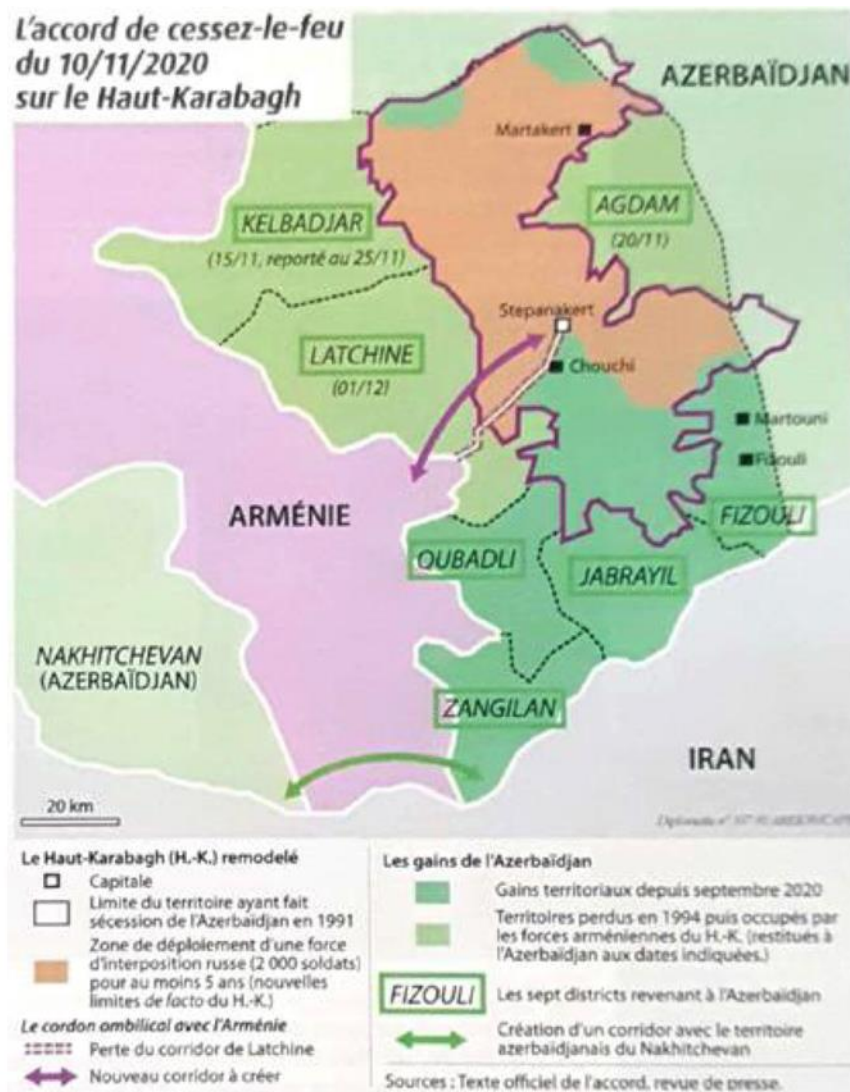 L'accord de cessez-le-feu
du 10/11/2020
sur le Haut-Karabagh
AZERBAÏDJAN
Martakert
KELBADJAR
(15/11, reporté au 25/11)
AGDAM
(20/11)
Stepanakert
LATCHINE
(01/12)
Chouchi
Martouni
Fizouli
ARMÉNIE
FIZOULI
OUBADLI
JABRAYIL
NAKHITCHEVAN
(AZERBAÏDJAN)
ZANGILAN
IRAN
20 km
Diplomatie n° 107
Le Haut-Karabagh (H.-K.) remodelé
Capitale
Limite du territoire ayant fait
sécession de l'Azerbaïdjan en 1991
Zone de déploiement d'une force
d'interposition russe (2 000 soldats)
pour au moins 5 ans (nouvelles
limites de facto du H.-K.)
Le cordon ombilical avec l'Arménie
Perte du corridor de Latchine
Nouveau corridor à créer
Les gains de l'Azerbaïdjan
Gains territoriaux depuis septembre 2020
Territoires perdus en 1994 puis occupés par
les forces arméniennes du H.-K. (restitués à
l'Azerbaïdjan aux dates indiquées.)
FIZOULI
Les sept districts revenant à l'Azerbaïdjan
Création d'un corridor avec le territoire
azerbaïdjanais du Nakhitchevan
Sources : Texte officiel de l'accord, revue de presse.